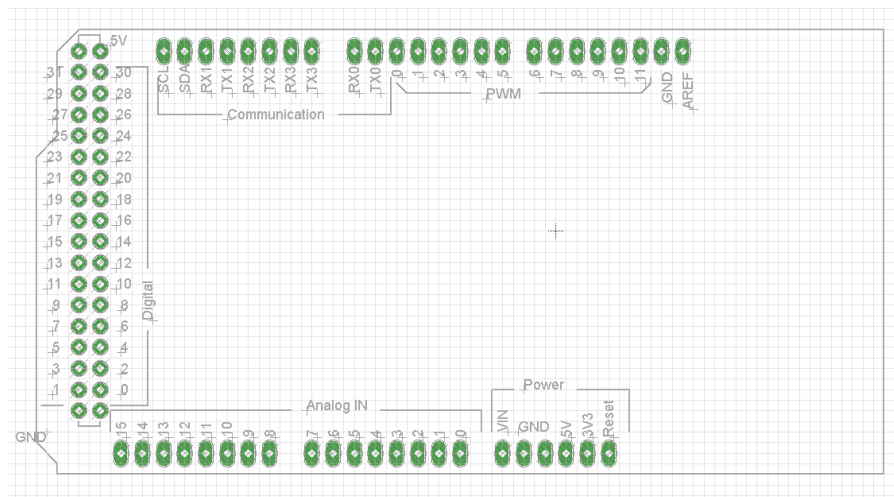 5V
SCL SDA RX1 TX1 RX2 TX2 RX3 TX3 RX0 TX0 0 1 2 3 4 5 6 7 8 9 10 11 GND AREF
Communication
PWM
31 30
29 28
27 26
25 24
23 22
21 20
19 18
17 16
15 14
13 12
11 10
9 8
7 6
5 4
3 2
1 0
Digital
GND
Analog IN
15 14 13 12 11 10 9 8 7 6 5 4 3 2 1 0
Power
VIN GND 5V 3V3 Reset